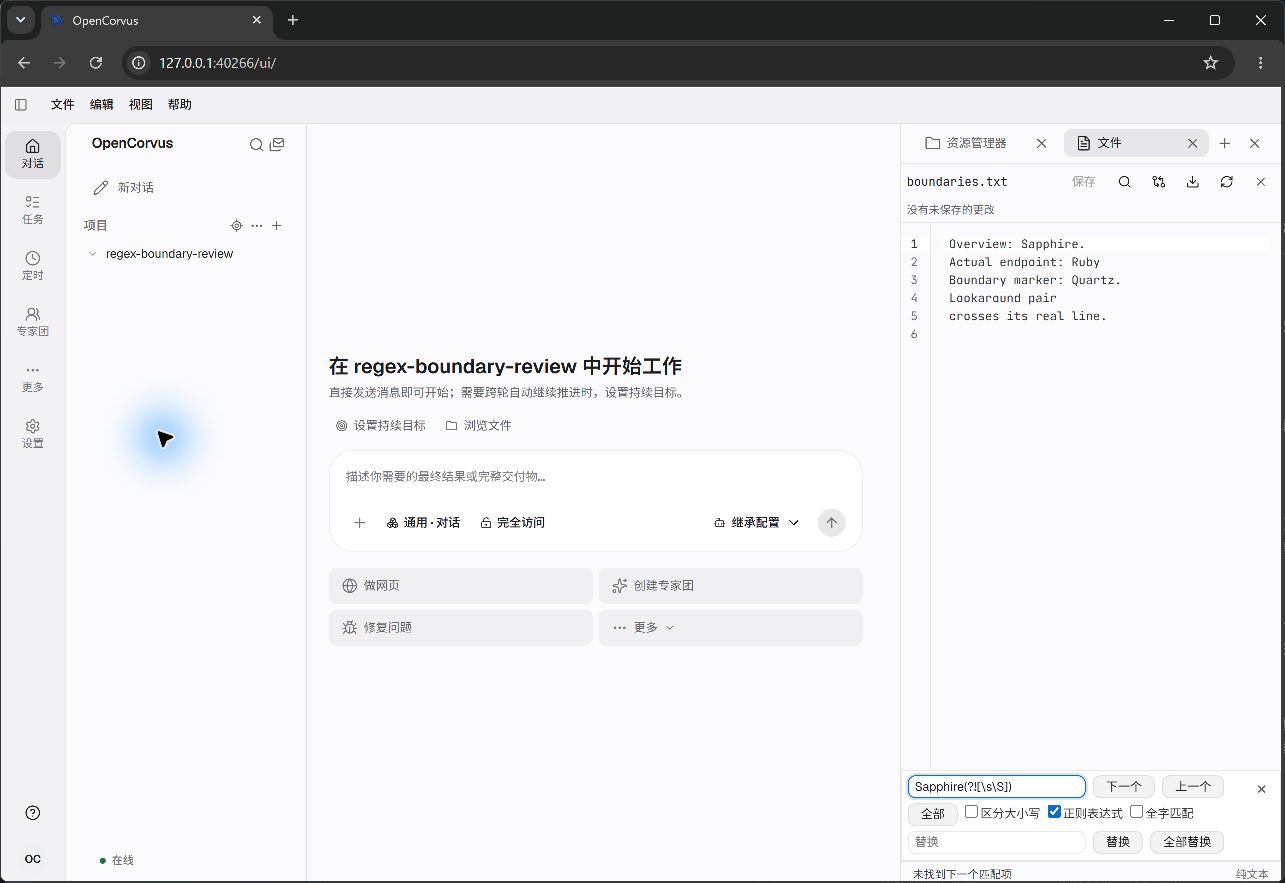 OpenCorvus
127.0.0.1:40266/ui/
文件 编辑 视图 帮助
对话
任务
定时
专家团
更多
设置
OC
OpenCorvus
新对话
项目
regex-boundary-review
在线
在 regex-boundary-review 中开始工作
直接发送消息即可开始；需要跨轮自动继续推进时，设置持续目标。
设置持续目标 浏览文件
描述你需要的最终结果或完整交付物...
通用 · 对话 完全访问 继承配置
做网页 创建专家团
修复问题 更多
资源管理器 文件
boundaries.txt 保存
没有未保存的更改
1 Overview: Sapphire.
2 Actual endpoint: Ruby
3 Boundary marker: Quartz.
4 Lookaround pair
5 crosses its real line.
6
Sapphire(?![\s\S]) 下一个 上一个
全部 区分大小写 正则表达式 全字匹配
替换 替换 全部替换
未找到下一个匹配项 纯文本